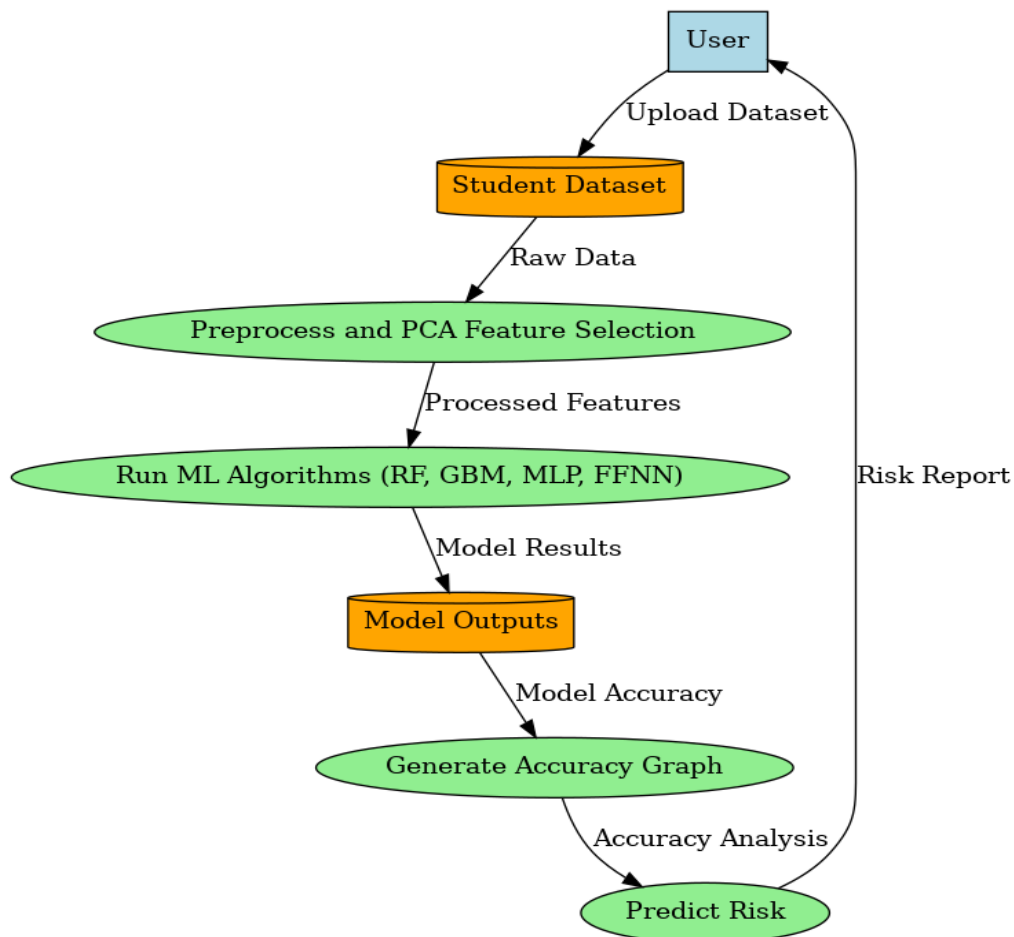 User
Upload Dataset
Student Dataset
Raw Data
Preprocess and PCA Feature Selection
Processed Features
Run ML Algorithms (RF, GBM, MLP, FFNN)
Risk Report
Model Results
Model Outputs
Model Accuracy
Generate Accuracy Graph
Accuracy Analysis
Predict Risk